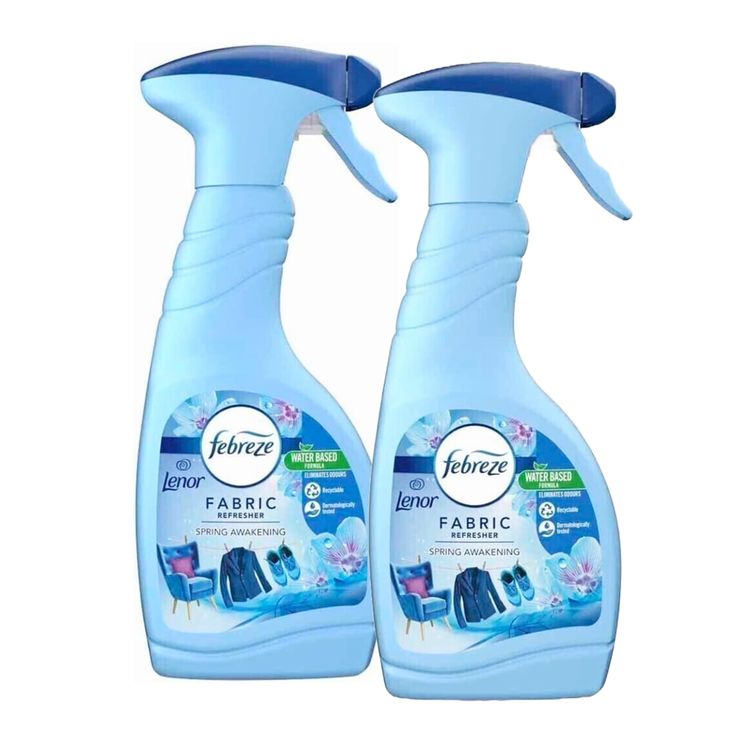 febreze
WATER BASED
FORMULA
ELIMINATES ODOURS
Lenor
FABRIC
REFRESHER
Recyclable
Dermatologically
tested
SPRING AWAKENING
febreze
WATER BASED
FORMULA
ELIMINATES ODOURS
Lenor
FABRIC
REFRESHER
Recyclable
Dermatologically
tested
SPRING AWAKENING